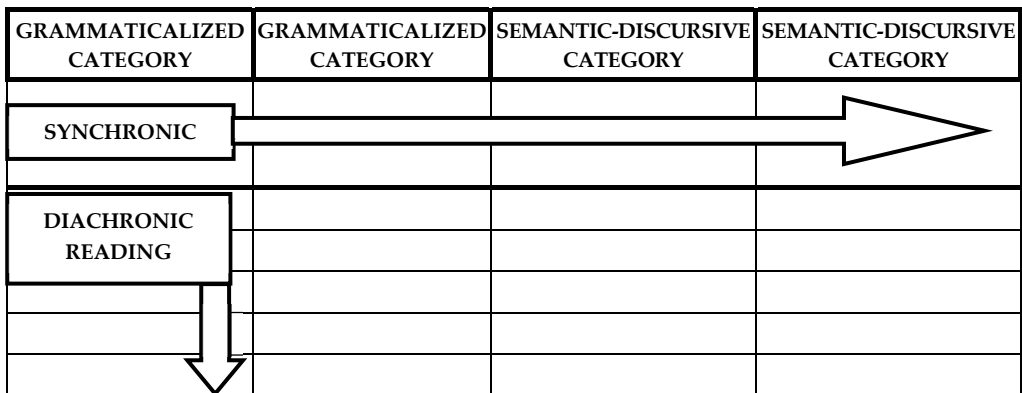 GRAMMATICALIZED CATEGORY
GRAMMATICALIZED CATEGORY
SEMANTIC-DISCURSIVE CATEGORY
SEMANTIC-DISCURSIVE CATEGORY
SYNCHRONIC
DIACHRONIC
READING